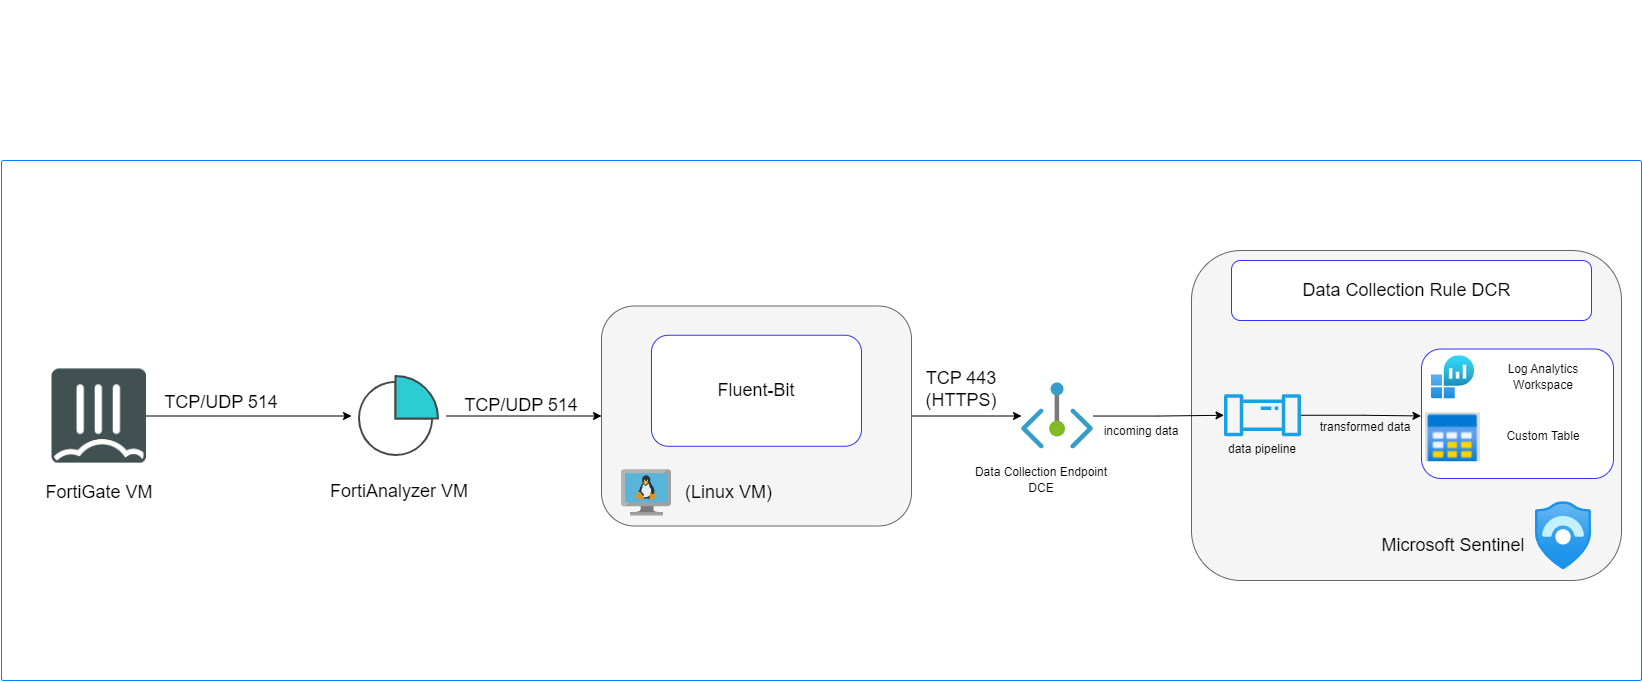 TCP/UDP 514
FortiGate VM
TCP/UDP 514
FortiAnalyzer VM
Fluent-Bit
(Linux VM)
TCP 443
(HTTPS)
Data Collection Endpoint
DCE
incoming data
Data Collection Rule DCR
data pipeline
transformed data
Log Analytics
Workspace
Custom Table
Microsoft Sentinel